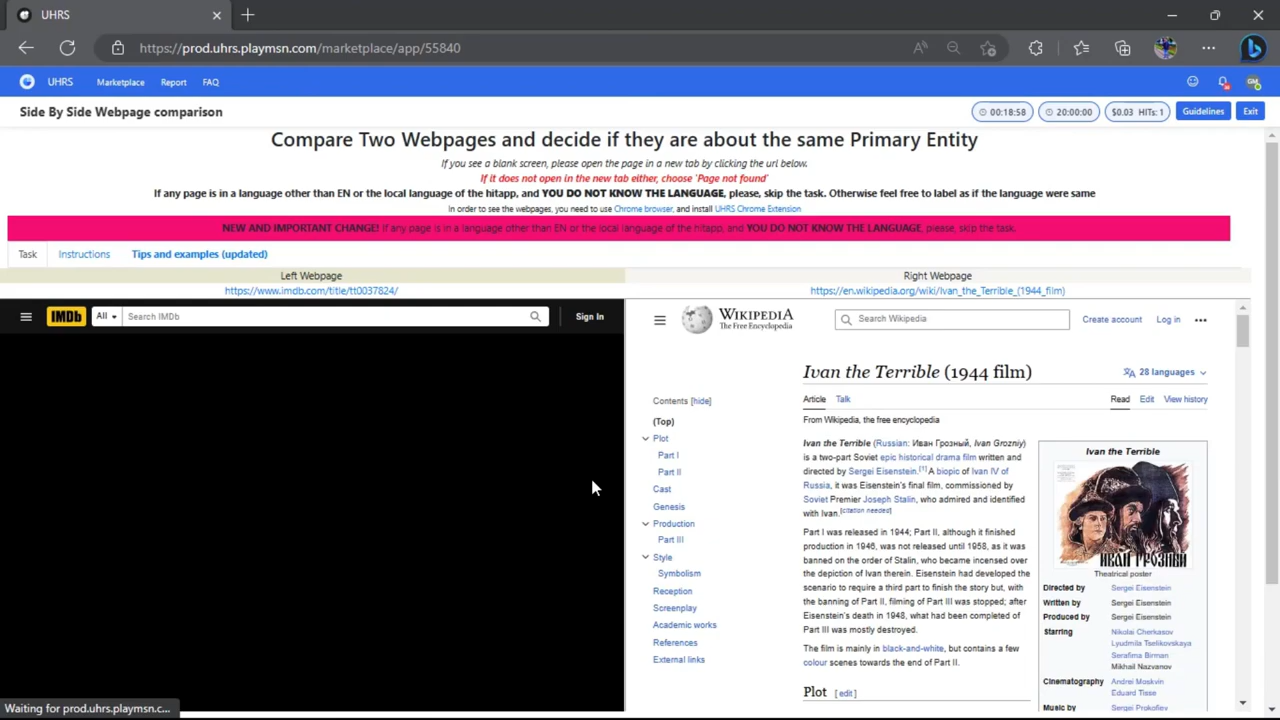 UHRS
https://prod.uhrs.playmsn.com/marketplace/app/55840
UHRS Marketplace Report FAQ
Side By Side Webpage comparison
00:18:58 20:00:00 $0.03 HITs: 1 Guidelines Exit
Compare Two Webpages and decide if they are about the same Primary Entity
If you see a blank screen, please open the page in a new tab by clicking the url below.
If it does not open in the new tab either, choose 'Page not found'
If any page is in a language other than EN or the local language of the hitapp, and YOU DO NOT KNOW THE LANGUAGE, please, skip the task. Otherwise feel free to label as if the language were same
In order to see the webpages, you need to use Chrome browser, and install UHRS Chrome Extension
NEW AND IMPORTANT CHANGE! If any page is in a language other than EN or the local language of the hitapp, and YOU DO NOT KNOW THE LANGUAGE, please, skip the task.
Task Instructions Tips and examples (updated)
Left Webpage
https://www.imdb.com/title/tt0037824/
Right Webpage
https://en.wikipedia.org/wiki/Ivan_the_Terrible_(1944_film)
IMDb All Search IMDb Sign In
WIKIPEDIA
The Free Encyclopedia
Search Wikipedia
Create account Log in
Ivan the Terrible (1944 film)
28 languages
Article Talk
Read Edit View history
From Wikipedia, the free encyclopedia
Contents [hide]
(Top)
Plot
Part I
Part II
Cast
Genesis
Production
Part III
Style
Symbolism
Reception
Screenplay
Academic works
References
External links
Ivan the Terrible (Russian: Иван Грозный, Ivan Grozniy)
is a two-part Soviet epic historical drama film written and
directed by Sergei Eisenstein.[1] A biopic of Ivan IV of
Russia, it was Eisenstein's final film, commissioned by
Soviet Premier Joseph Stalin, who admired and identified
with Ivan.[citation needed]
Part I was released in 1944; Part II, although it finished
production in 1946, was not released until 1958, as it was
banned on the order of Stalin, who became incensed over
the depiction of Ivan therein. Eisenstein had developed the
scenario to require a third part to finish the story but, with
the banning of Part II, filming of Part III was stopped; after
Eisenstein's death in 1948, what had been completed of
Part III was mostly destroyed.
The film is mainly in black-and-white, but contains a few
colour scenes towards the end of Part II.
Plot [edit]
Ivan the Terrible
ИВАН ГРОЗНЫЙ
Theatrical poster
Directed by Sergei Eisenstein
Written by Sergei Eisenstein
Produced by Sergei Eisenstein
Starring Nikolai Cherkasov
Lyudmila Tselikovskaya
Serafima Birman
Mikhail Nazvanov
Cinematography Andrei Moskvin
Eduard Tisse
Music by Sergei Prokofiev
Waiting for prod.uhrs.playmsn.c...